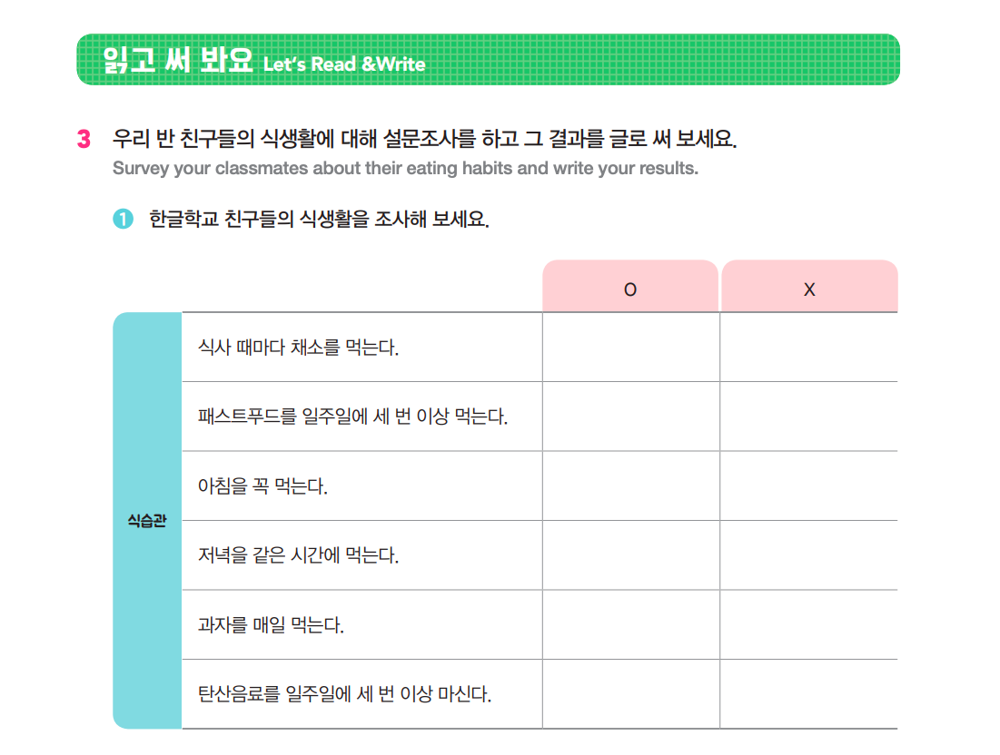 읽고 써 봐요 Let's Read &Write
3 우리 반 친구들의 식생활에 대해 설문조사를 하고 그 결과를 글로 써 보세요.
Survey your classmates about their eating habits and write your results.
1 한글학교 친구들의 식생활을 조사해 보세요.
O X
식습관
식사 때마다 채소를 먹는다.
패스트푸드를 일주일에 세 번 이상 먹는다.
아침을 꼭 먹는다.
저녁을 같은 시간에 먹는다.
과자를 매일 먹는다.
탄산음료를 일주일에 세 번 이상 마신다.